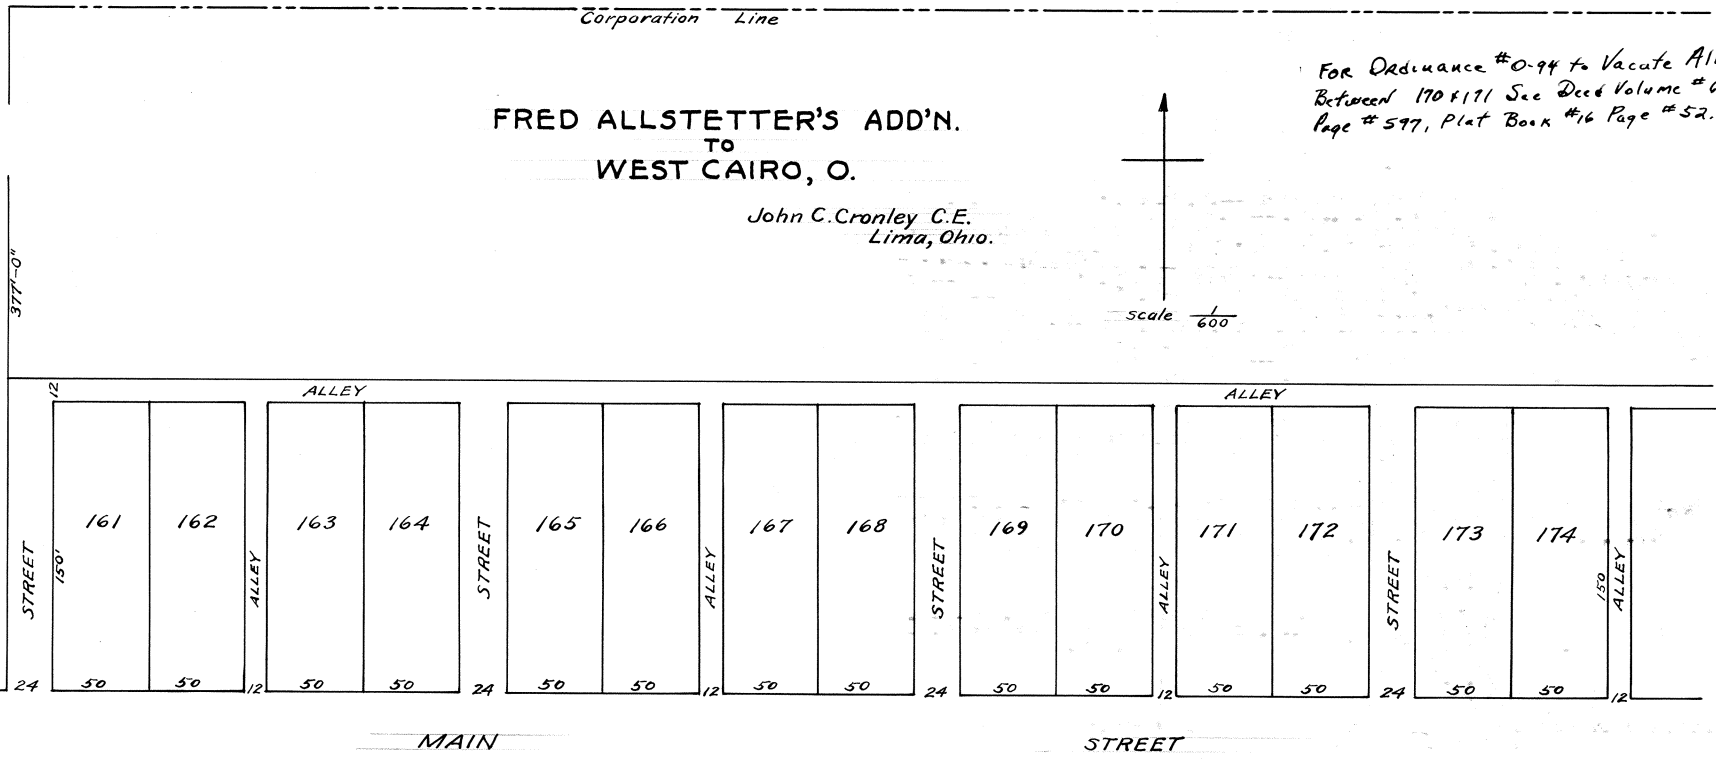 Corporation Line
For Ordinance #0-94 to Vacate
Between 170 & 171 See Deed Volume #
Page #597, Plat Book #16 Page #52.
FRED ALLSTETTER'S ADD'N.
TO
WEST CAIRO, O.
John C. Cronley C.E.
Lima, Ohio.
377'-0"
scale 1/600
12
ALLEY ALLEY
161 162 163 164 165 166 167 168 169 170 171 172 173 174
STREET 150' ALLEY STREET ALLEY STREET ALLEY STREET 150 ALLEY
24 50 50 12 50 50 24 50 50 12 50 50 24 50 50 12 50 50 24 50 50 12
MAIN STREET